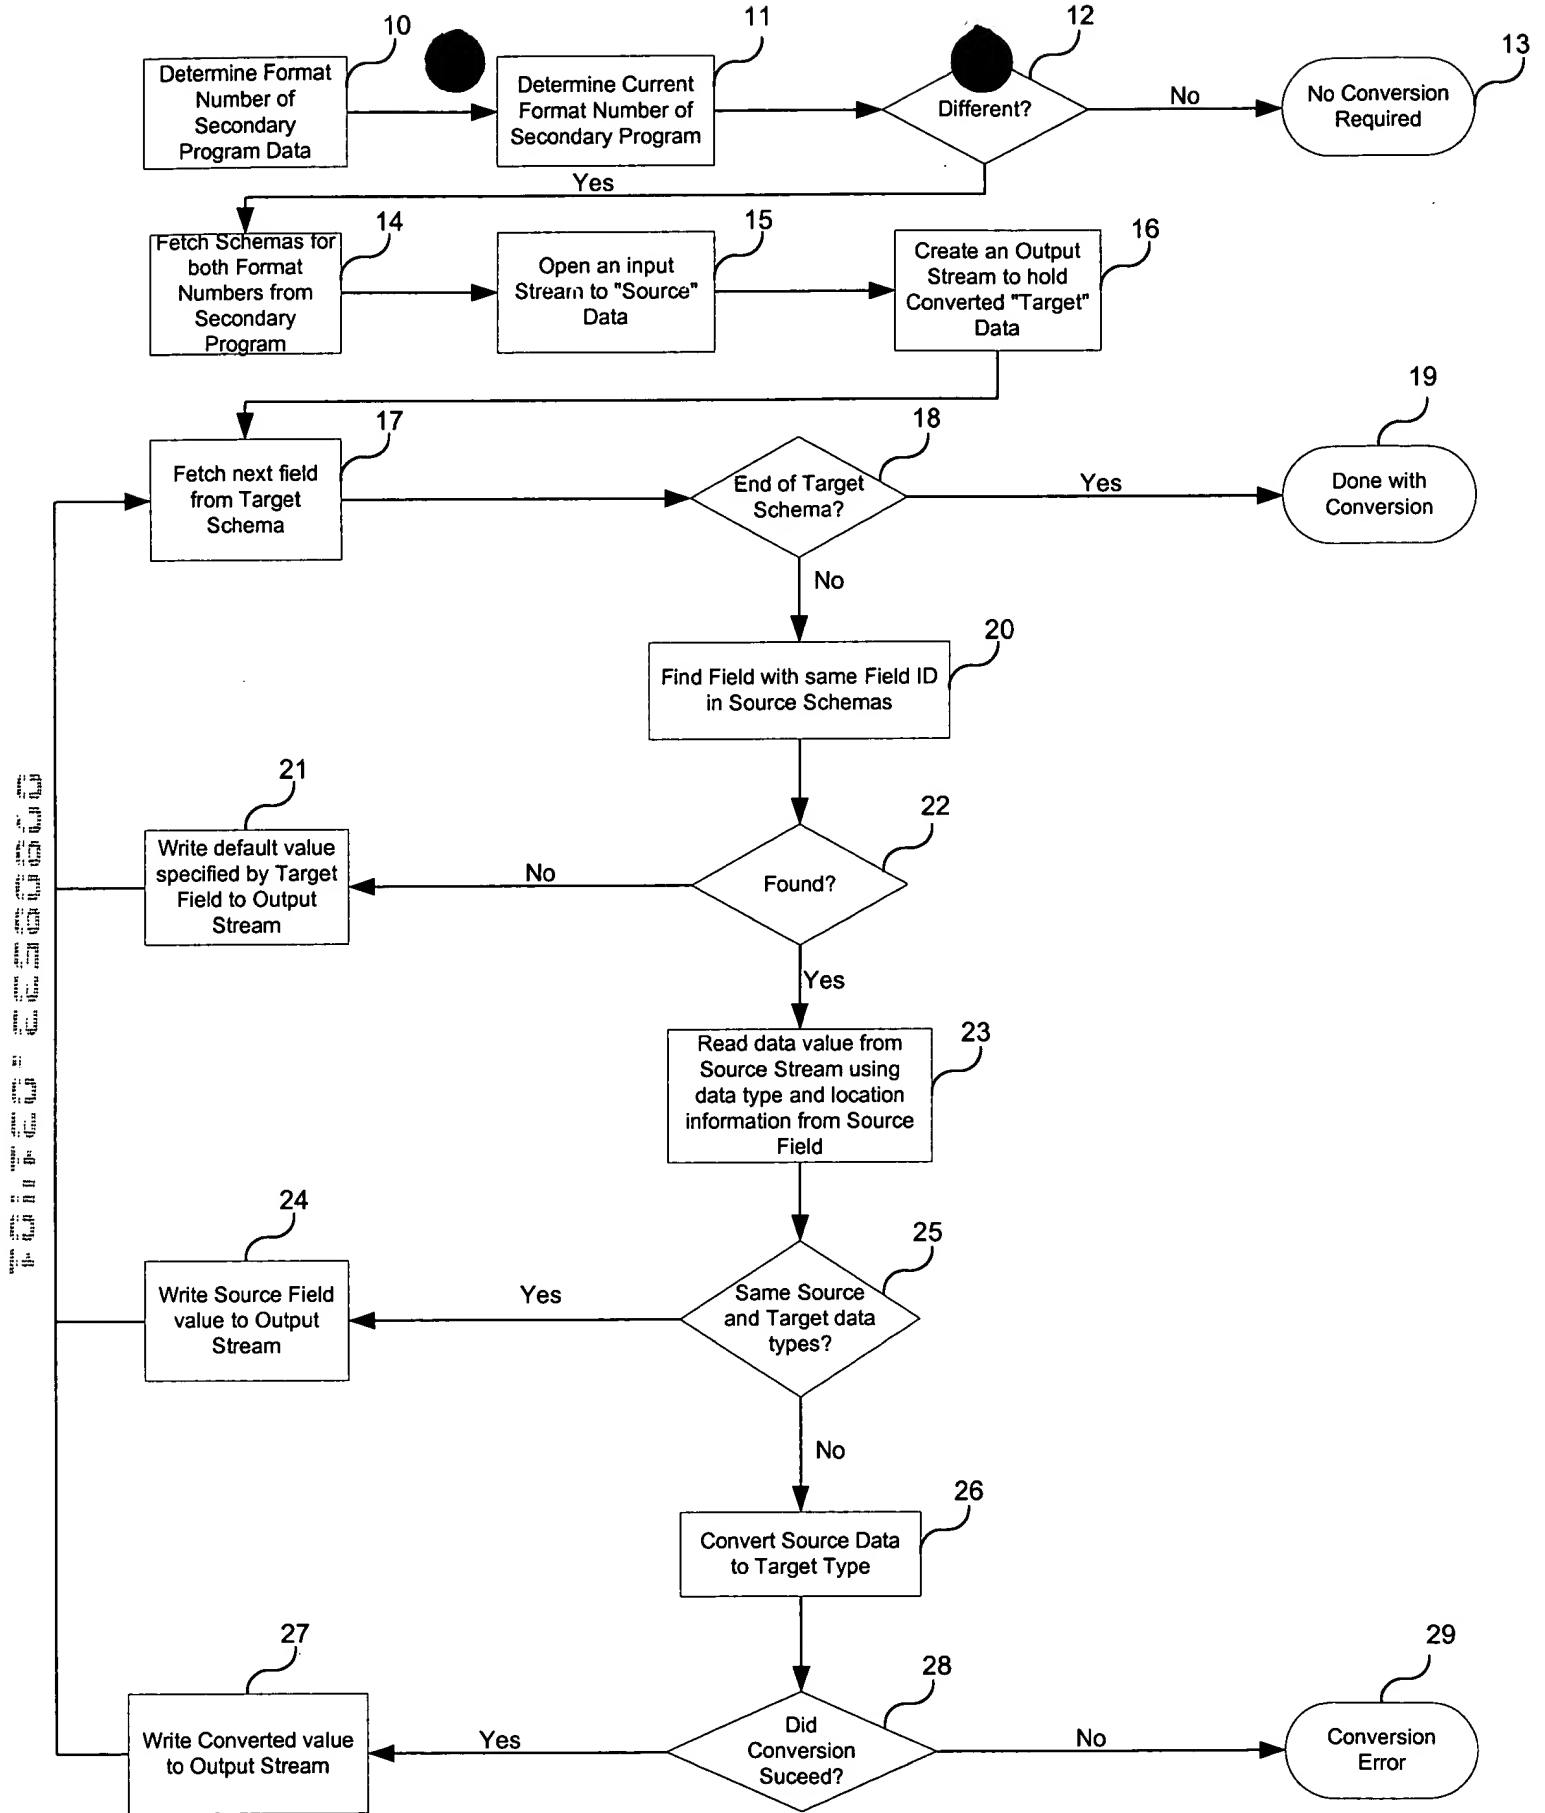 10
Determine Format
Number of
Secondary
Program Data
11
Determine Current
Format Number of
Secondary Program
12
Different?
No
13
No Conversion
Required
Yes
14
Fetch Schemas for
both Format
Numbers from
Secondary
Program
15
Open an input
Stream to "Source"
Data
16
Create an Output
Stream to hold
Converted "Target"
Data
17
Fetch next field
from Target
Schema
18
End of Target
Schema?
Yes
19
Done with
Conversion
No
20
Find Field with same Field ID
in Source Schemas
21
Write default value
specified by Target
Field to Output
Stream
No
22
Found?
Yes
23
Read data value from
Source Stream using
data type and location
information from Source
Field
24
Write Source Field
value to Output
Stream
Yes
25
Same Source
and Target data
types?
No
26
Convert Source Data
to Target Type
27
Write Converted value
to Output Stream
Yes
28
Did
Conversion
Suceed?
No
29
Conversion
Error